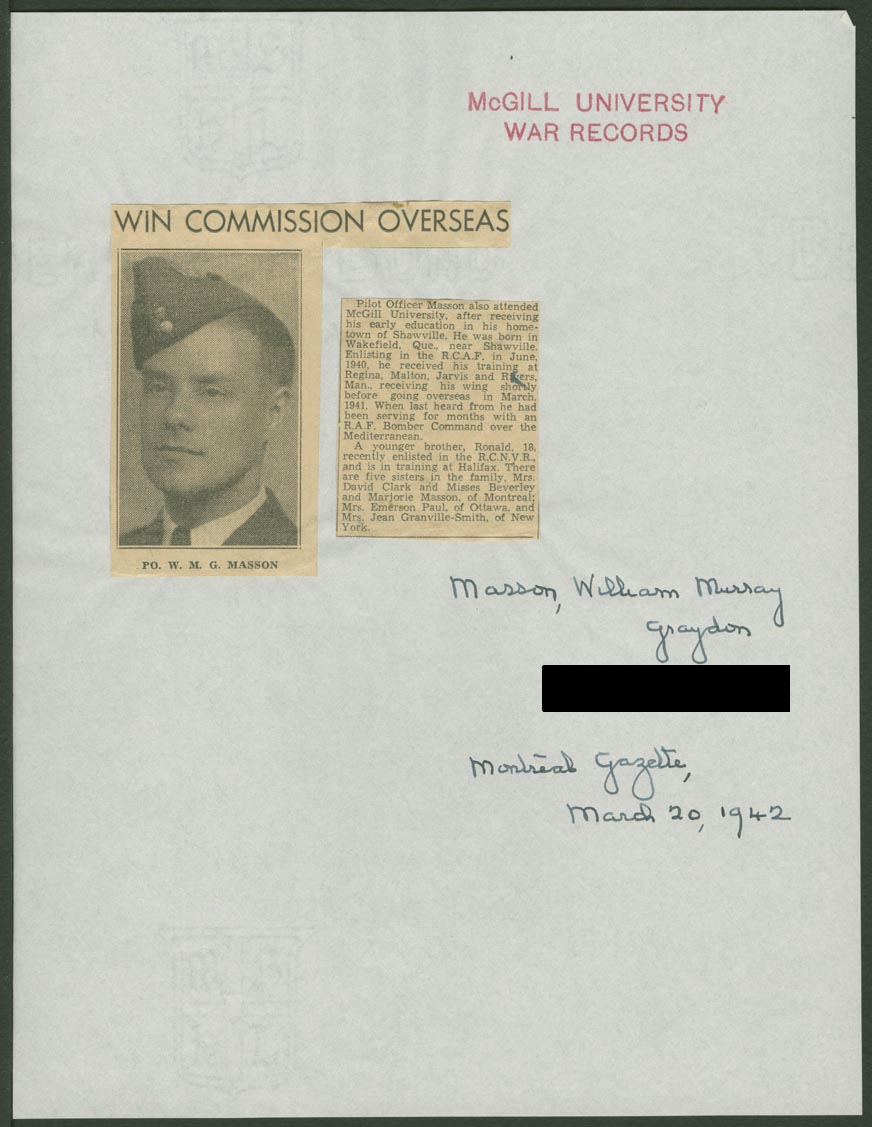 McGILL UNIVERSITY
WAR RECORDS
WIN COMMISSION OVERSEAS
PO. W. M. G. MASSON
Pilot Officer Masson also attended
McGill University, after receiving
his early education in his home-
town of Shawville. He was born in
Wakefield, Que., near Shawville.
Enlisting in the R.C.A.F. in June,
1940, he received his training at
Regina, Malton, Jarvis and Rivers,
Man., receiving his wing shortly
before going overseas in March,
1941. When last heard from he had
been serving for months with an
R.A.F. Bomber Command over the
Mediterranean.
A younger brother, Ronald, 18,
recently enlisted in the R.C.N.V.R.,
and is in training at Halifax. There
are five sisters in the family, Mrs.
David Clark and Misses Beverley
and Marjorie Masson, of Montreal;
Mrs. Emerson Paul, of Ottawa, and
Mrs. Jean Granville-Smith, of New
York.
Masson, William Murray
Graydon
Montreal Gazette,
March 20, 1942